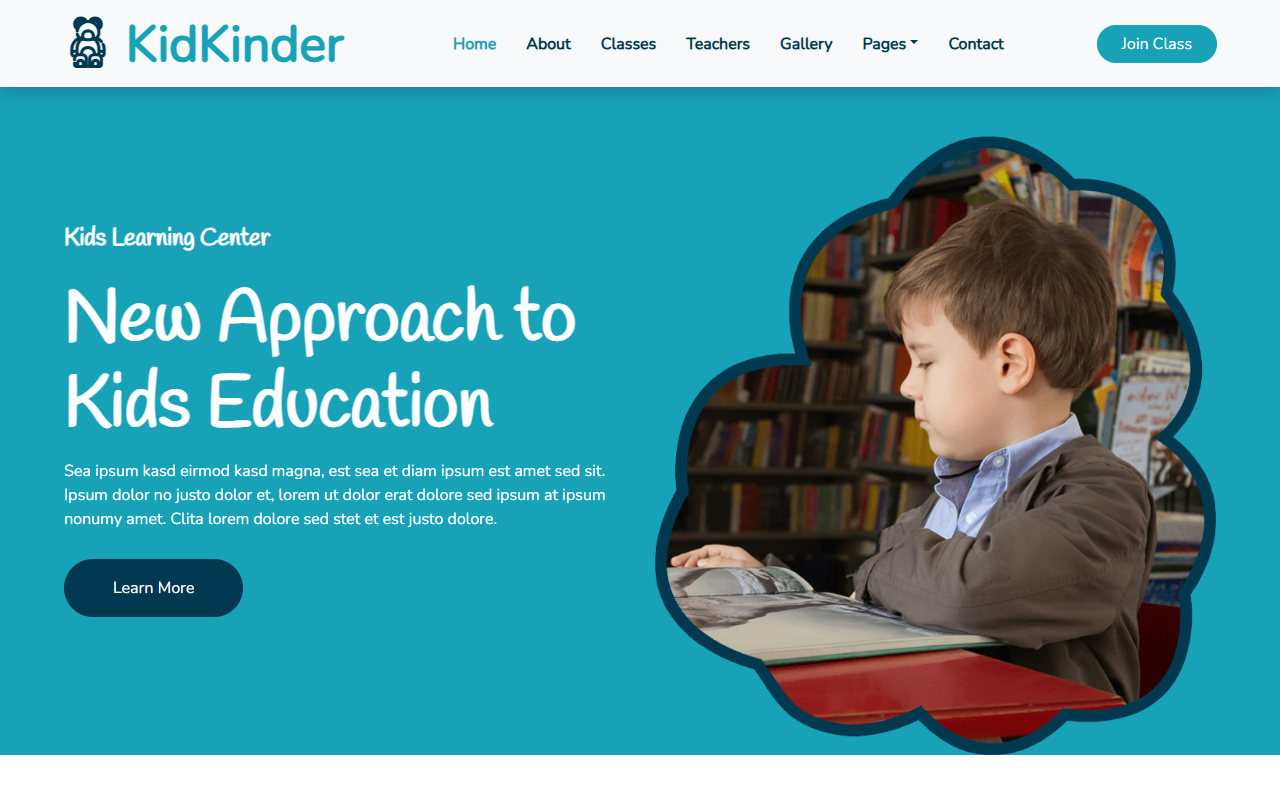 KidKinder
Home About Classes Teachers Gallery Pages Contact
Join Class
Kids Learning Center
New Approach to
Kids Education
Sea ipsum kasd eirmod kasd magna, est sea et diam ipsum est amet sed sit.
Ipsum dolor no justo dolor et, lorem ut dolor erat dolore sed ipsum at ipsum
nonumy amet. Clita lorem dolore sed stet et est justo dolore.
Learn More